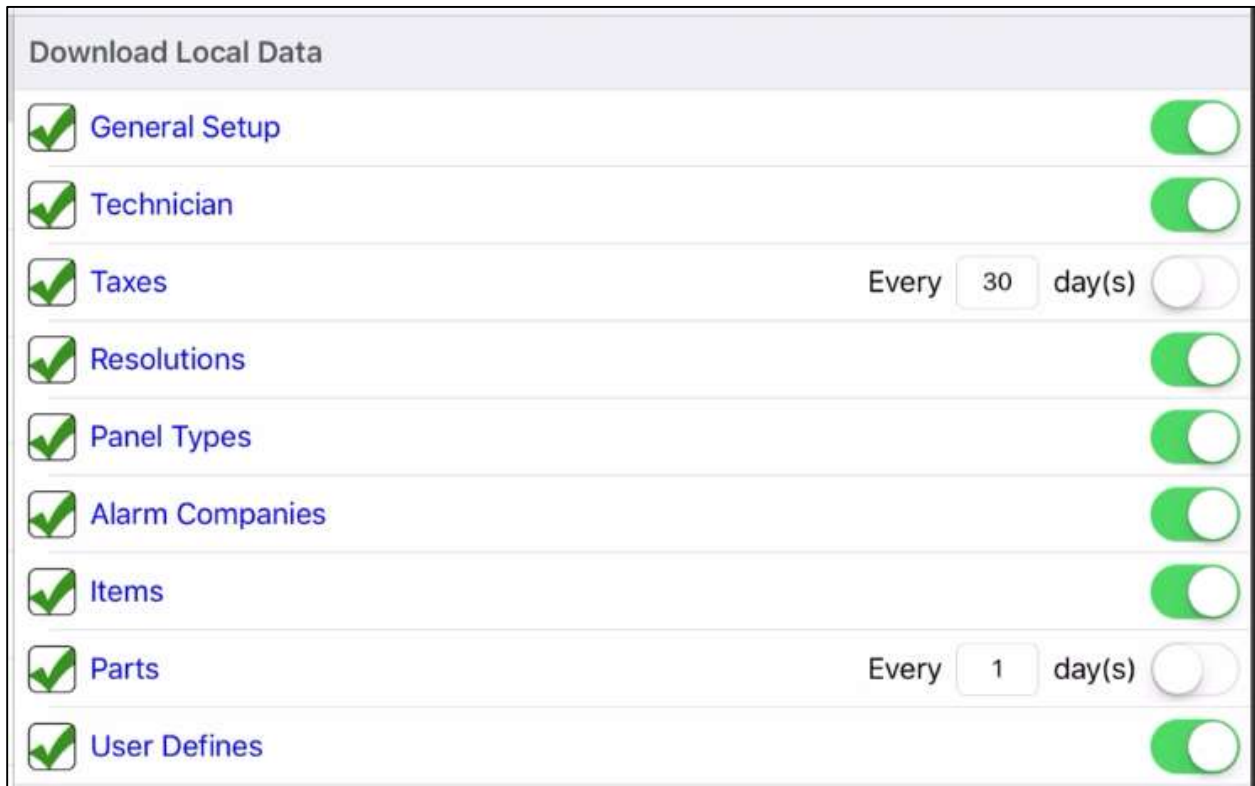 Download Local Data
General Setup
Technician
Taxes Every 30 day(s)
Resolutions
Panel Types
Alarm Companies
Items
Parts Every 1 day(s)
User Defines